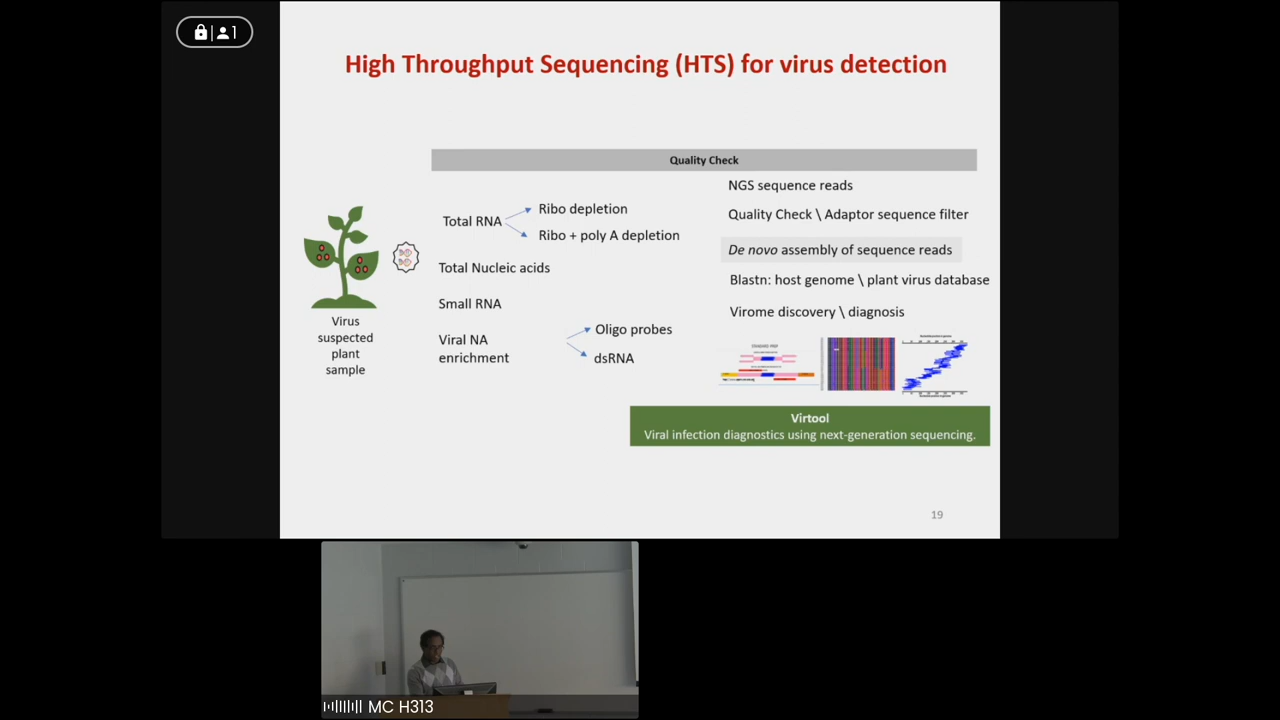 1
High Throughput Sequencing (HTS) for virus detection
Quality Check
Virus
suspected
plant
sample
Total RNA
Ribo depletion
Ribo + poly A depletion
Total Nucleic acids
Small RNA
Viral NA
enrichment
Oligo probes
dsRNA
NGS sequence reads
Quality Check \ Adaptor sequence filter
De novo assembly of sequence reads
Blastn: host genome \ plant virus database
Virome discovery \ diagnosis
Virtool
Viral infection diagnostics using next-generation sequencing.
19
MC H313